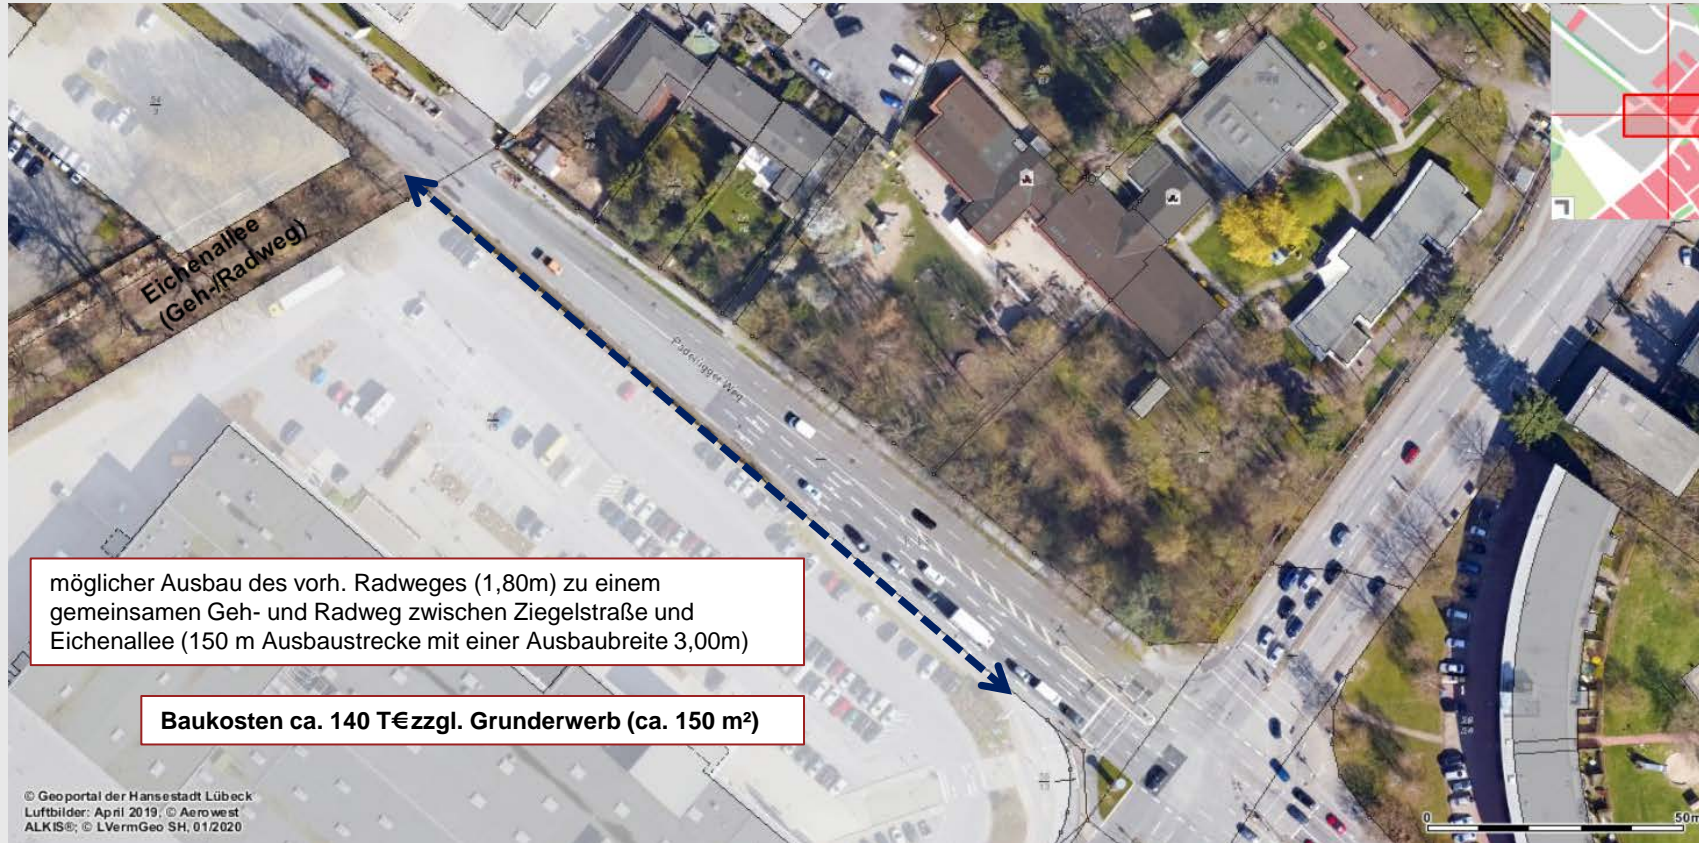 Eichenallee
(Geh-/Radweg)
Padelügger Weg
möglicher Ausbau des vorh. Radweges (1,80m) zu einem
gemeinsamen Geh- und Radweg zwischen Ziegelstraße und
Eichenallee (150 m Ausbaustrecke mit einer Ausbaubreite 3,00m)
Baukosten ca. 140 T€zzgl. Grunderwerb (ca. 150 m²)
© Geoportal der Hansestadt Lübeck
Luftbilder: April 2019, © Aerowest
ALKIS®; © LVermGeo SH, 01/2020
0 50m